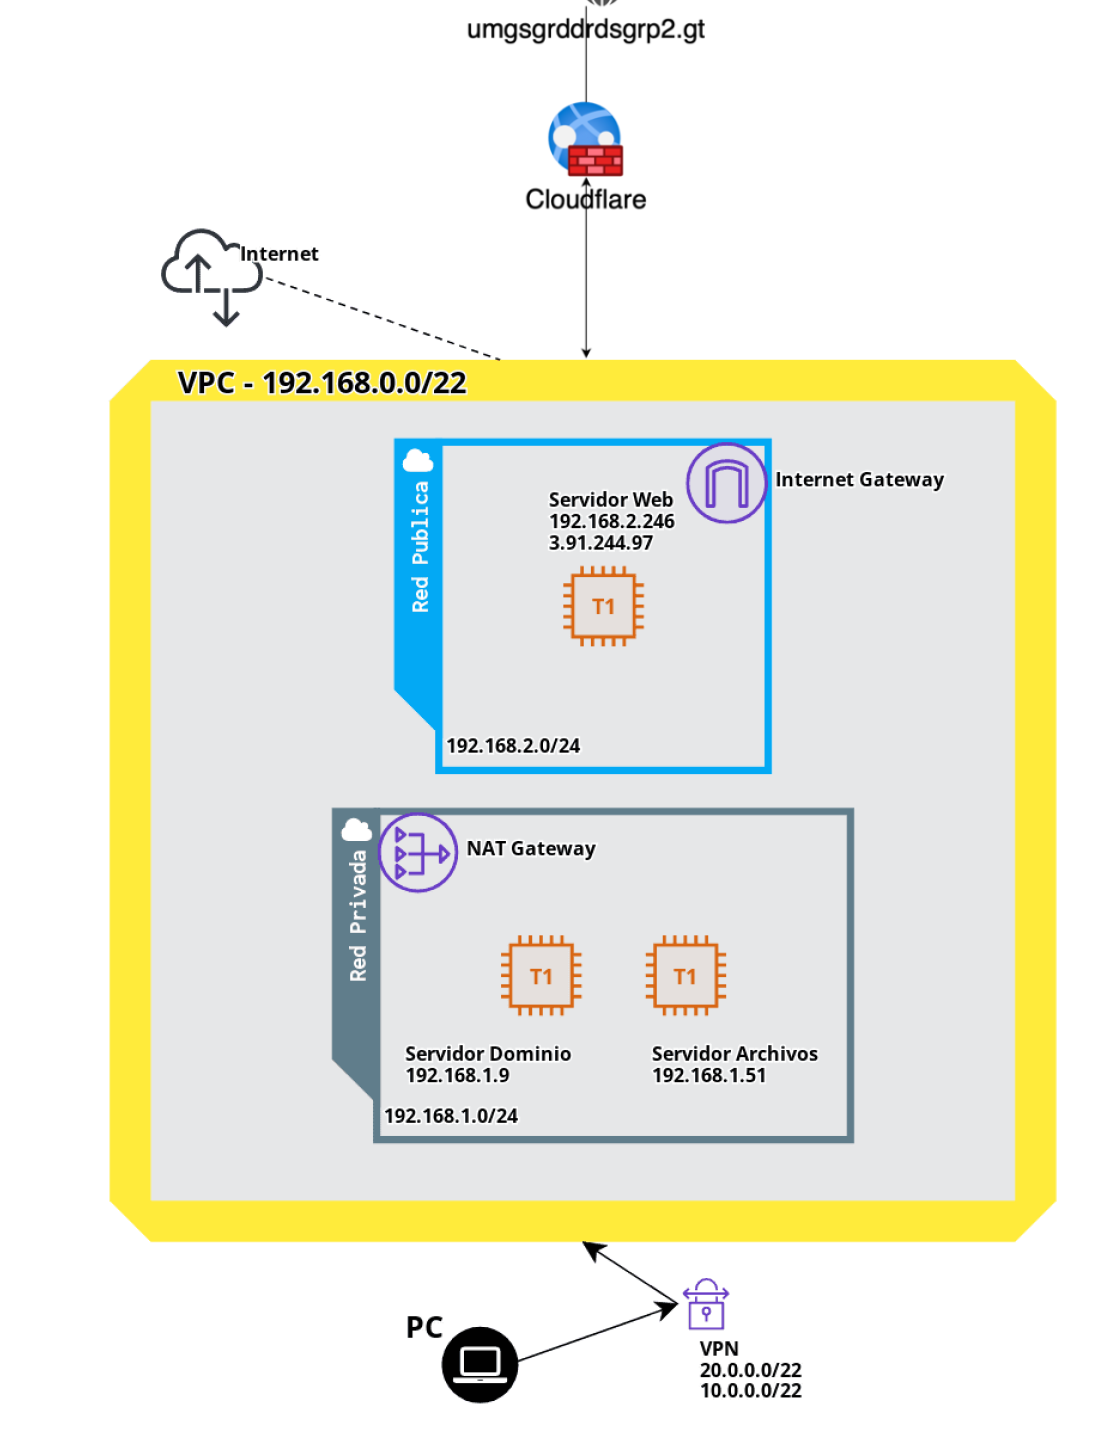 umgsgrddrdsgrp2.gt
Cloudflare
Internet
VPC - 192.168.0.0/22
Red Publica
Internet Gateway
Servidor Web
192.168.2.246
3.91.244.97
T1
192.168.2.0/24
Red Privada
NAT Gateway
T1
T1
Servidor Dominio
192.168.1.9
Servidor Archivos
192.168.1.51
192.168.1.0/24
PC
VPN
20.0.0.0/22
10.0.0.0/22